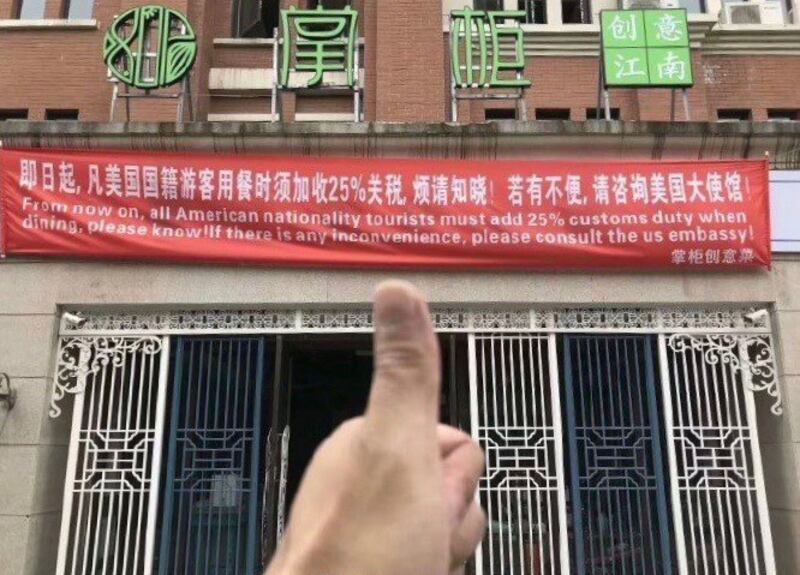 掌柜
创意
江南
即日起,凡美国国籍游客用餐时须加收25%关税,烦请知晓!若有不便,请咨询美国大使馆!
From now on, all American nationality tourists must add 25% customs duty when
dining, please know!If there is any inconvenience, please consult the us embassy!
掌柜创意菜